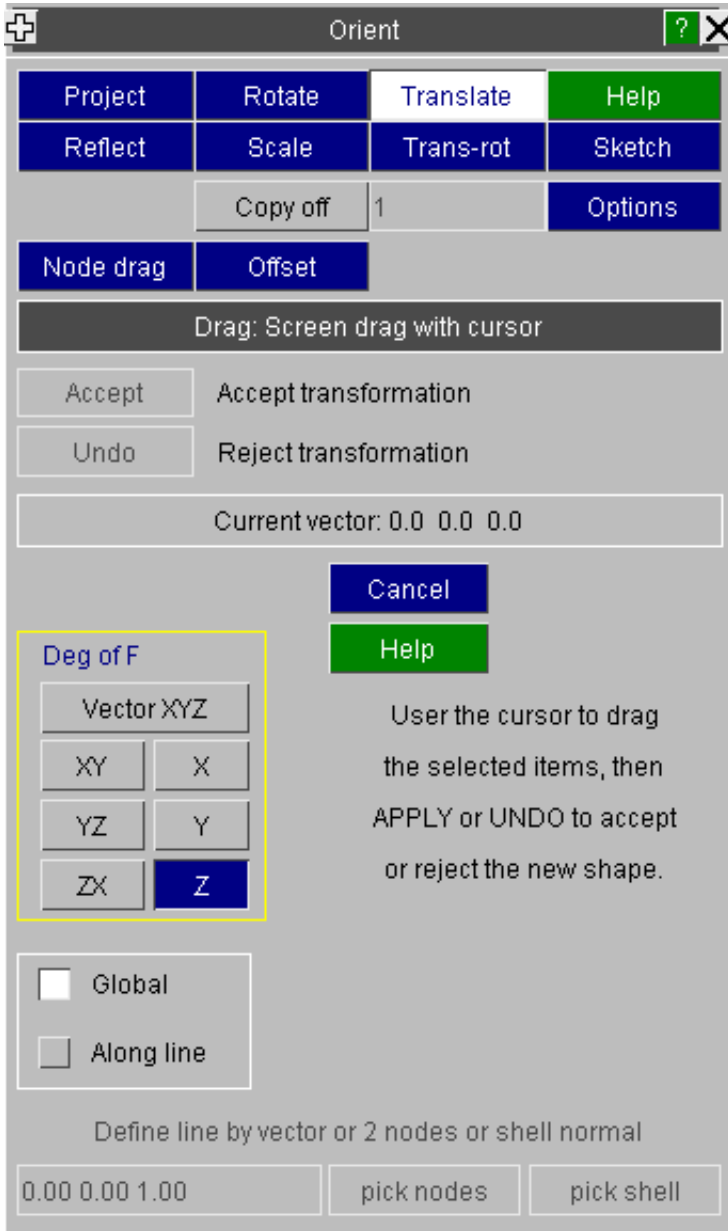 Orient ?
Project Rotate Translate Help
Reflect Scale Trans-rot Sketch
Copy off 1 Options
Node drag Offset
Drag: Screen drag with cursor
Accept Accept transformation
Undo Reject transformation
Current vector: 0.0 0.0 0.0
Cancel
Help
Deg of F
Vector XYZ
XY X
YZ Y
ZX Z
User the cursor to drag
the selected items, then
APPLY or UNDO to accept
or reject the new shape.
Global
Along line
Define line by vector or 2 nodes or shell normal
0.00 0.00 1.00 pick nodes pick shell